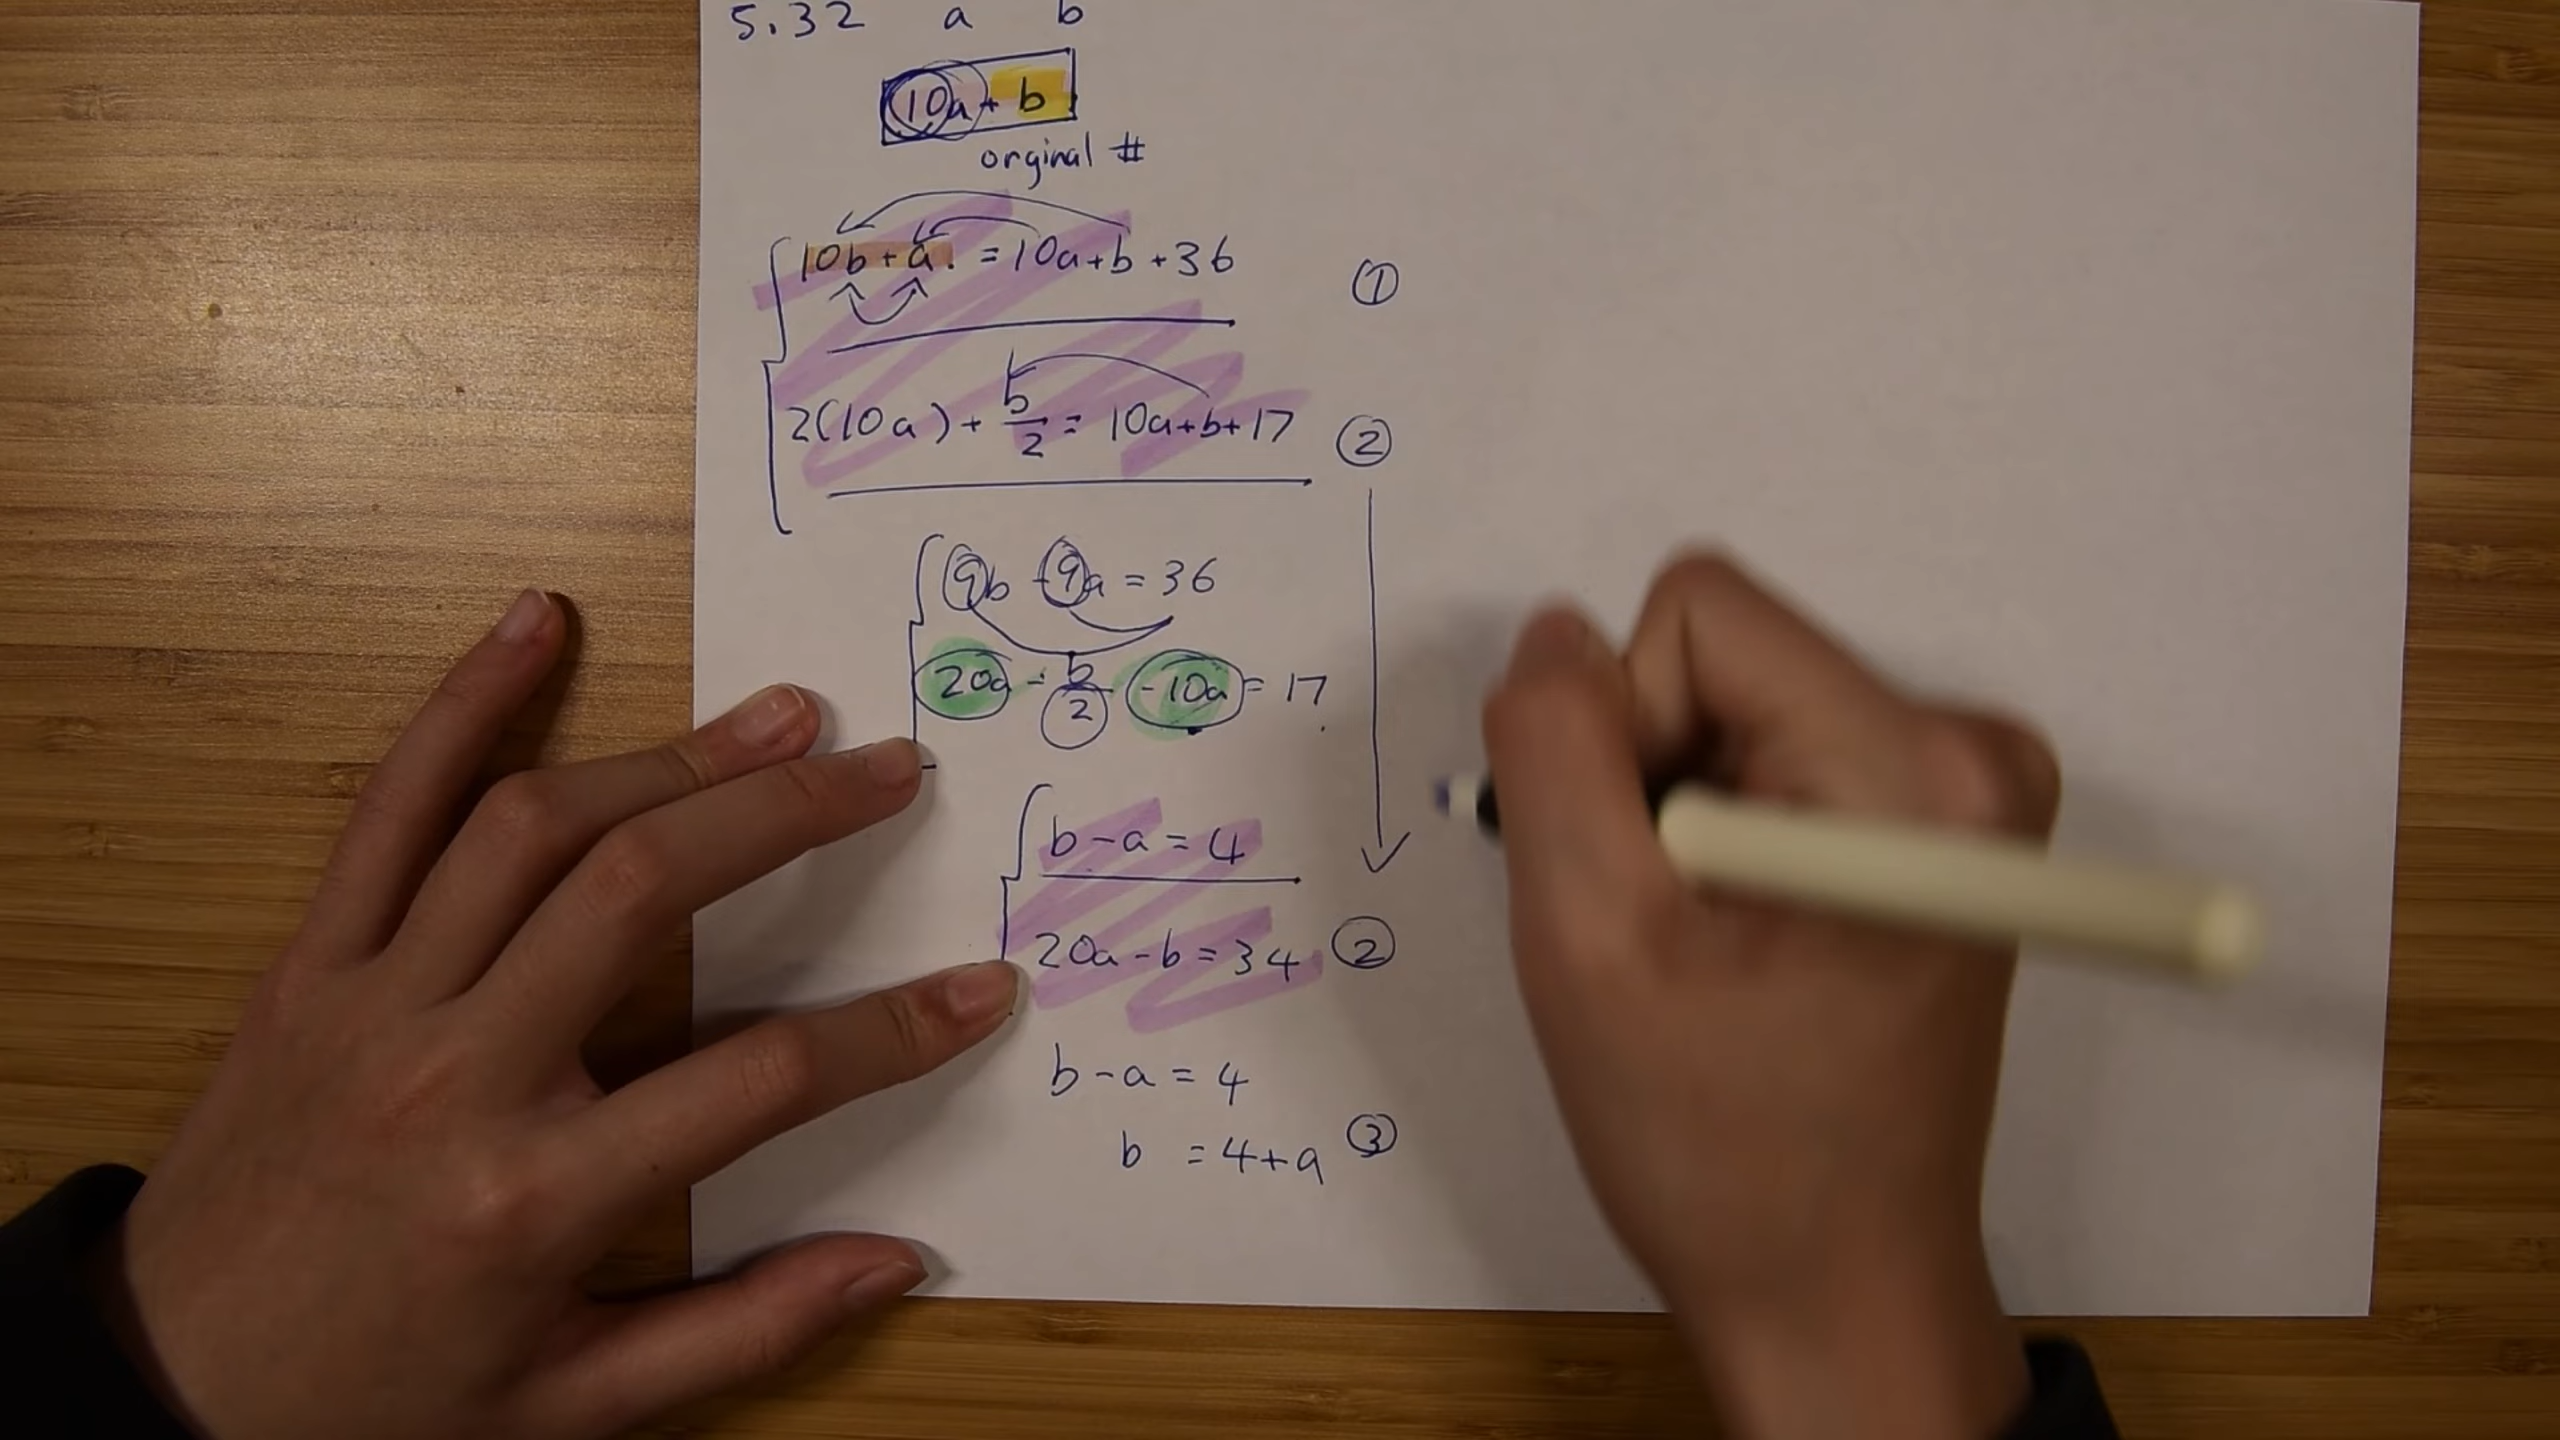 5.32 a b
10a + b
orginal #
10b + a = 10a + b + 36 ①
2(10a) + b/2 = 10a + b + 17 ②
9b - 9a = 36
20a - b/2 - 10a = 17
b - a = 4
20a - b = 34 ②
b - a = 4
b = 4 + a ③